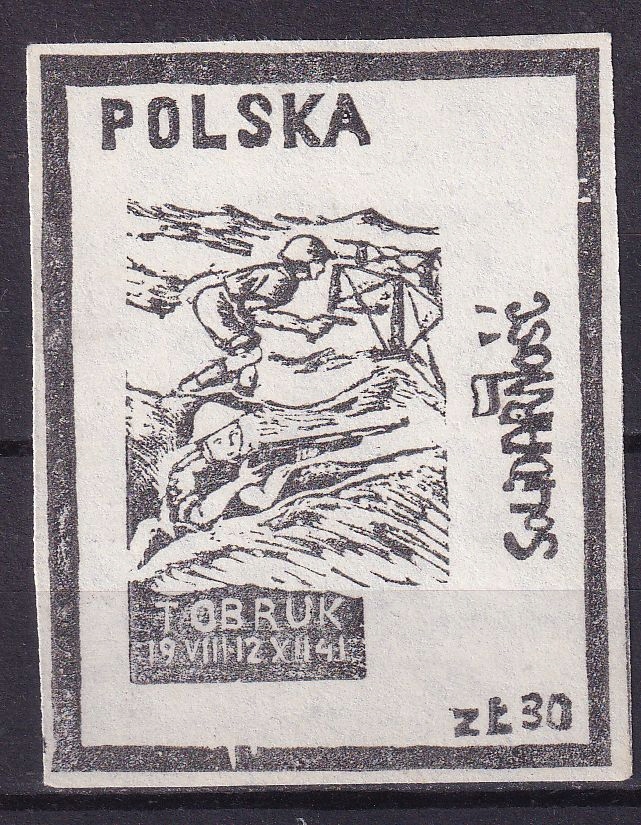 POLSKA
SOLIDARNOŚĆ
TOBRUK
19 VIII-12 XII 41
ZŁ 30